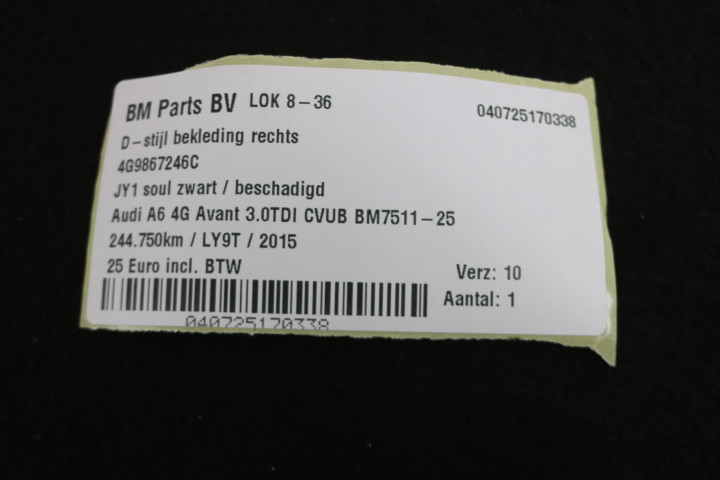 BM Parts BV LOK 8-36
040725170338
D-stijl bekleding rechts
4G9867246C
JY1 soul zwart / beschadigd
Audi A6 4G Avant 3.0TDI CVUB BM7511-25
244.750km / LY9T / 2015
25 Euro incl. BTW
Verz: 10
Aantal: 1
040725170338